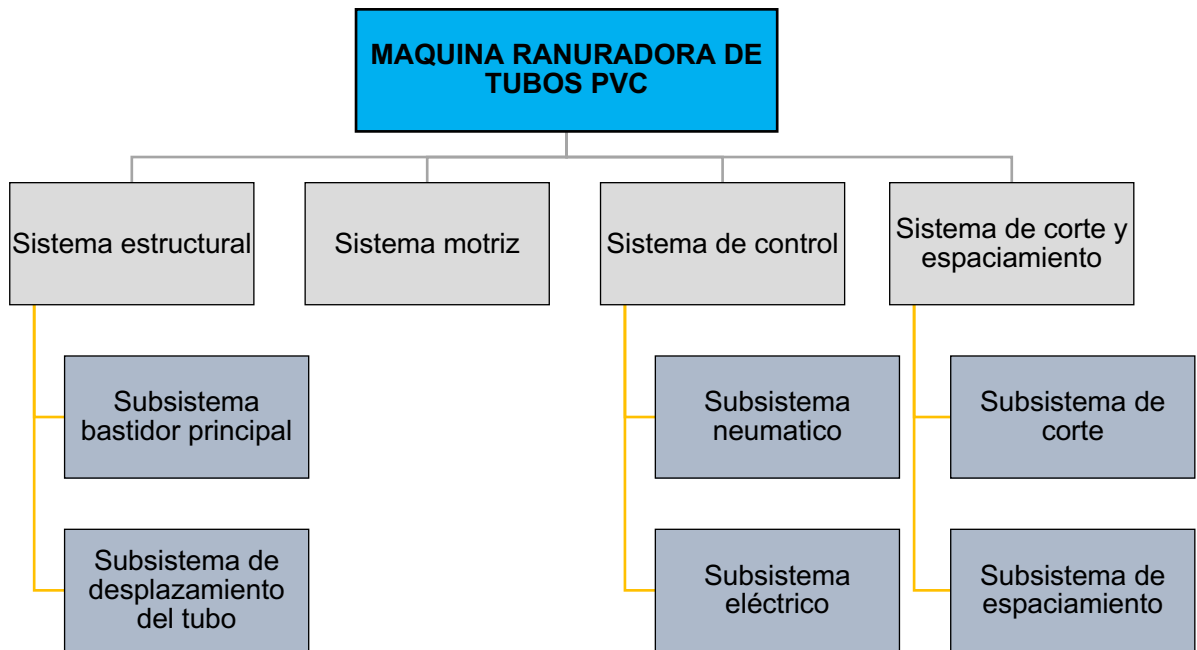 MAQUINA RANURADORA DE
TUBOS PVC
Sistema estructural
Sistema motriz
Sistema de control
Sistema de corte y
espaciamiento
Subsistema
bastidor principal
Subsistema
neumatico
Subsistema de
corte
Subsistema de
desplazamiento
del tubo
Subsistema
eléctrico
Subsistema de
espaciamiento